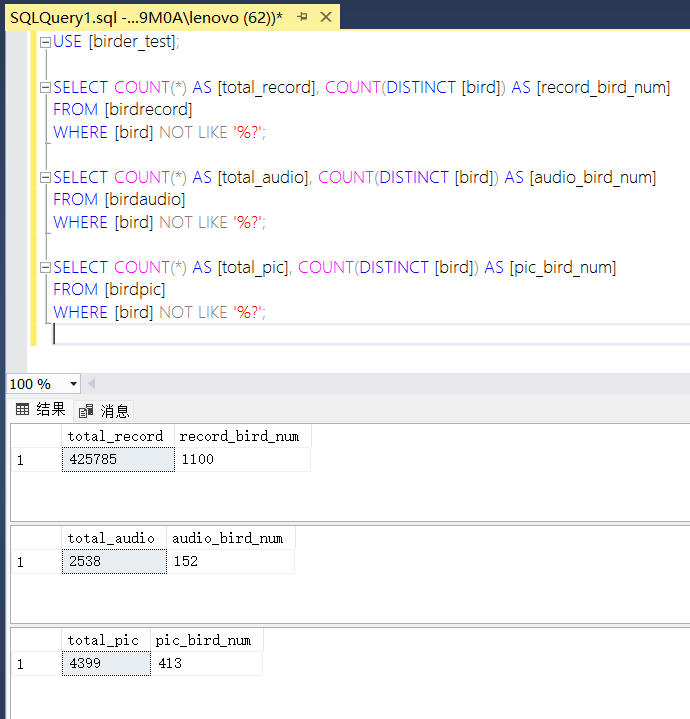 SQLQuery1.sql -...9M0A\lenovo (62))*
USE [birder_test];
SELECT COUNT(*) AS [total_record], COUNT(DISTINCT [bird]) AS [record_bird_num]
FROM [birdrecord]
WHERE [bird] NOT LIKE '%?';
SELECT COUNT(*) AS [total_audio], COUNT(DISTINCT [bird]) AS [audio_bird_num]
FROM [birdaudio]
WHERE [bird] NOT LIKE '%?';
SELECT COUNT(*) AS [total_pic], COUNT(DISTINCT [bird]) AS [pic_bird_num]
FROM [birdpic]
WHERE [bird] NOT LIKE '%?';
100 %
结果 消息
total_record record_bird_num
1 425785 1100
total_audio audio_bird_num
1 2538 152
total_pic pic_bird_num
1 4399 413